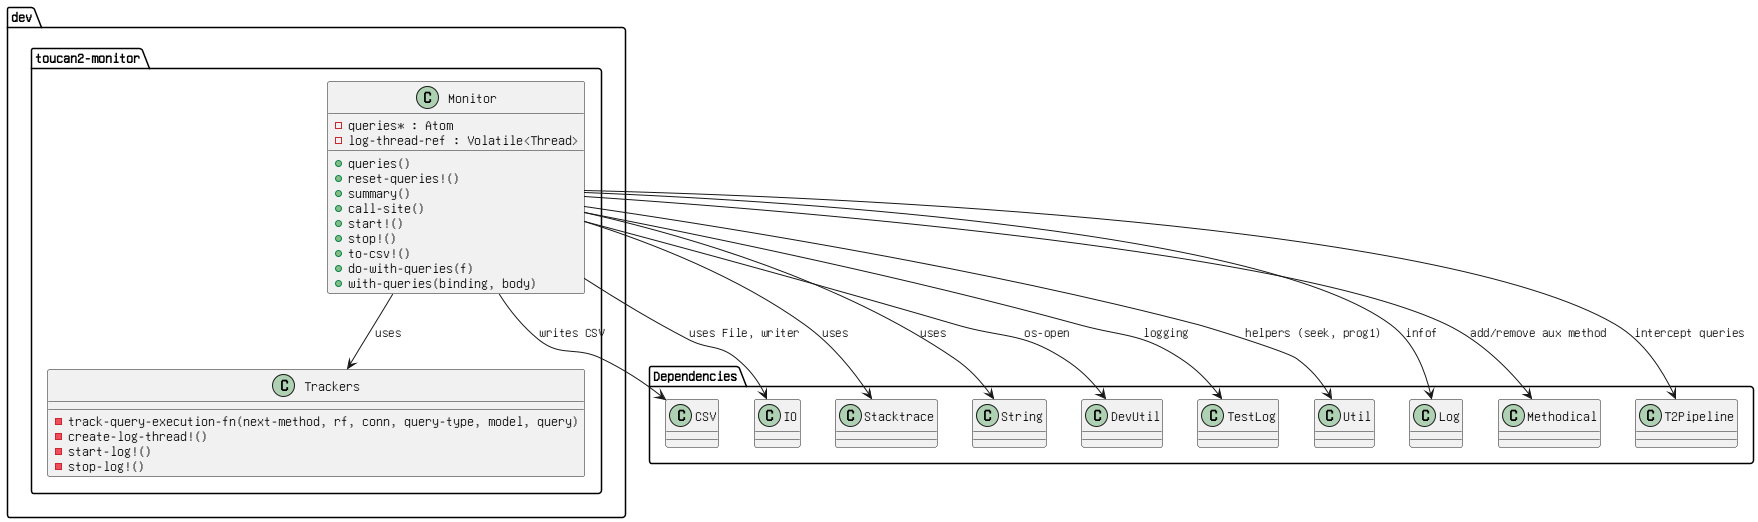 dev
toucan2-monitor
C Monitor
queries* : Atom
log-thread-ref : Volatile<Thread>
queries()
reset-queries!()
summary()
call-site()
start!()
stop!()
to-csv!()
do-with-queries(f)
with-queries(binding, body)
uses
writes CSV
uses File, writer
uses
uses
os-open
logging
helpers (seek, prog1)
infof
add/remove aux method
intercept queries
C Trackers
track-query-execution-fn(next-method, rf, conn, query-type, model, query)
create-log-thread!()
start-log!()
stop-log!()
Dependencies
C CSV
C IO
C Stacktrace
C String
C DevUtil
C TestLog
C Util
C Log
C Methodical
C T2Pipeline